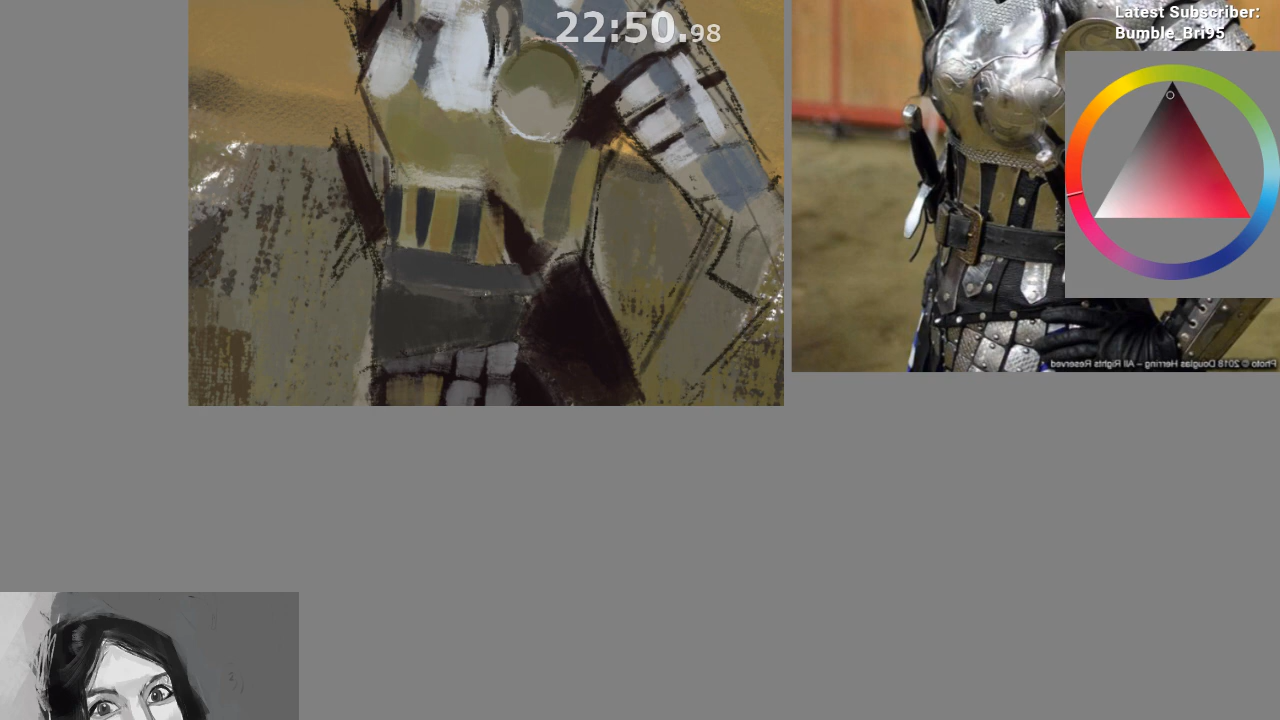 22:50.98
Latest Subscriber:
Bumble_Bri95
Photo © 2018 Douglas Herring – All Rights Reserved